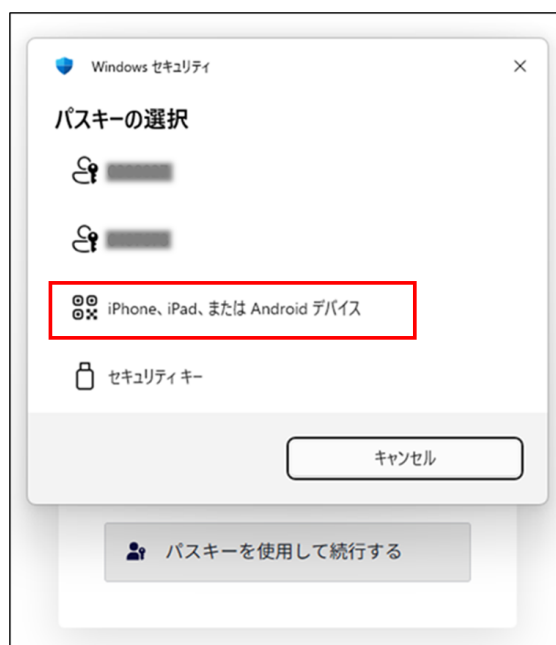 Windows セキュリティ
パスキーの選択
iPhone、iPad、または Android デバイス
セキュリティ キー
キャンセル
パスキーを使用して続行する